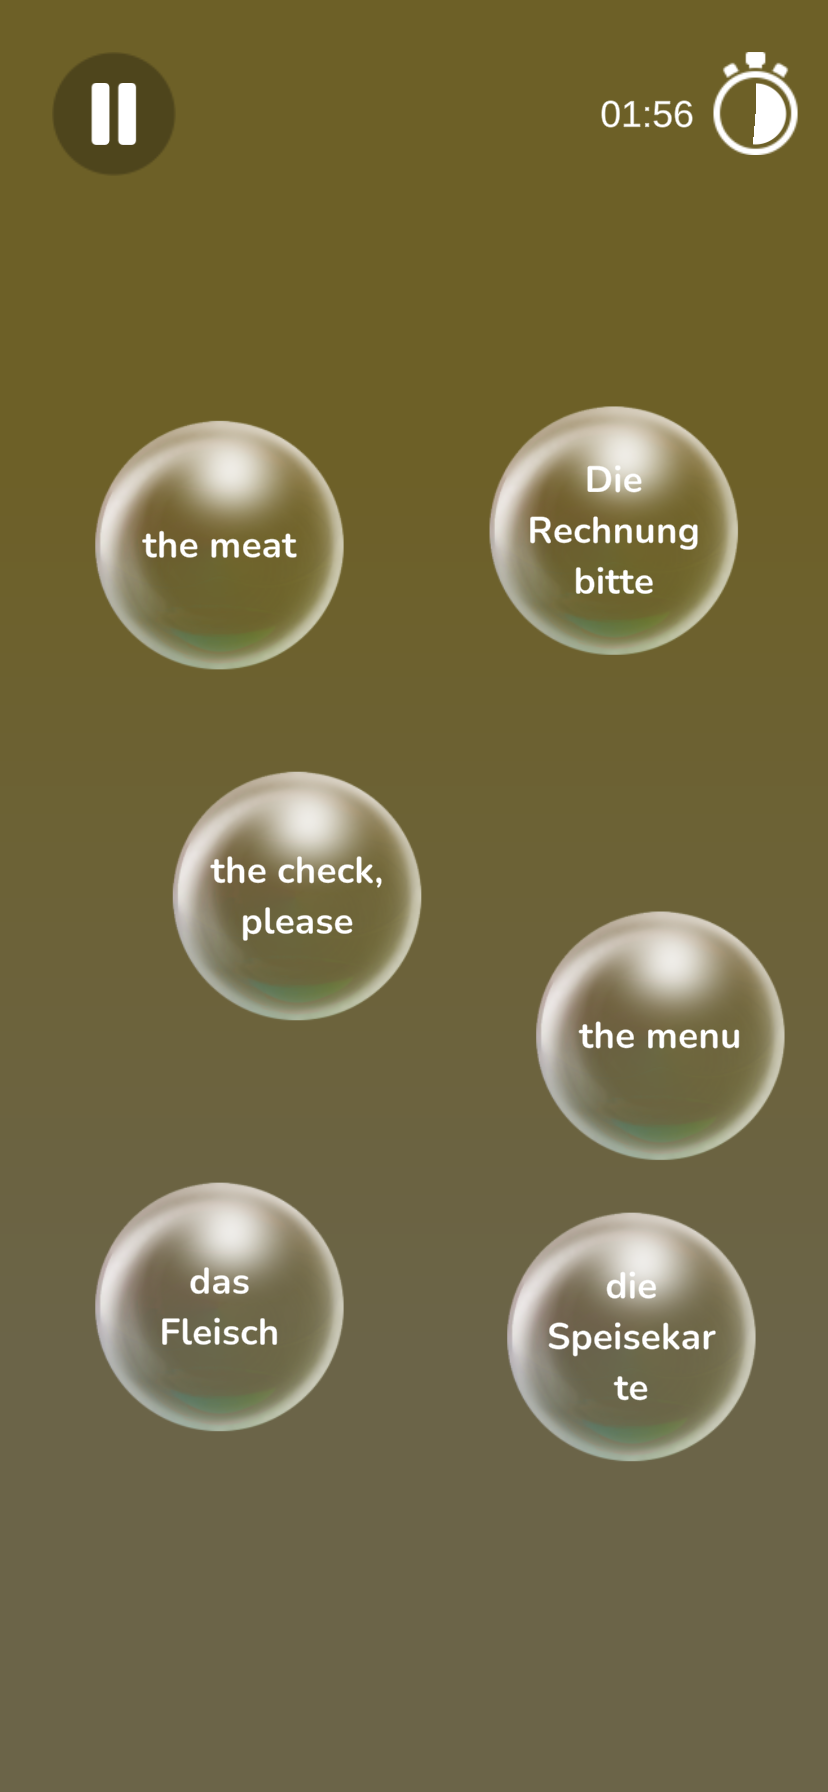 01:56
the meat
Die
Rechnung
bitte
the check,
please
the menu
das
Fleisch
die
Speisekar
te